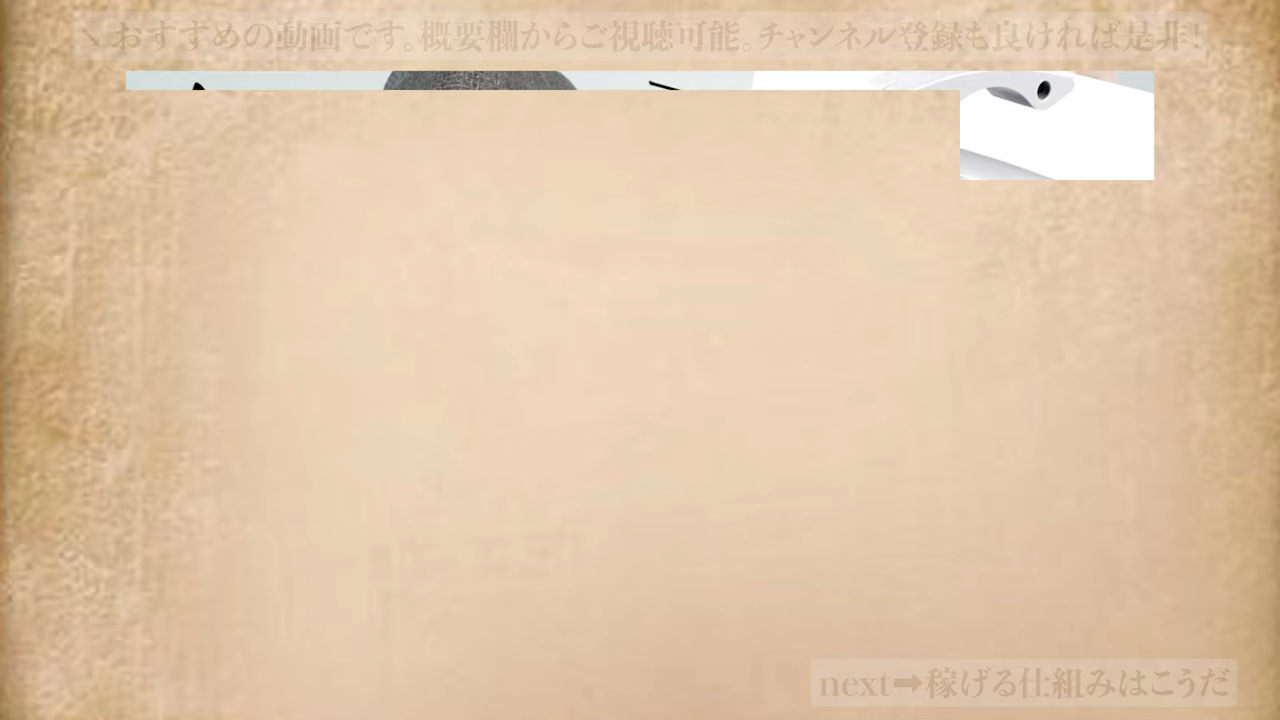 ↘おすすめの動画です。概要欄からご視聴可能。チャンネル登録も良ければ是非!
next➡稼げる仕組みはこうだ